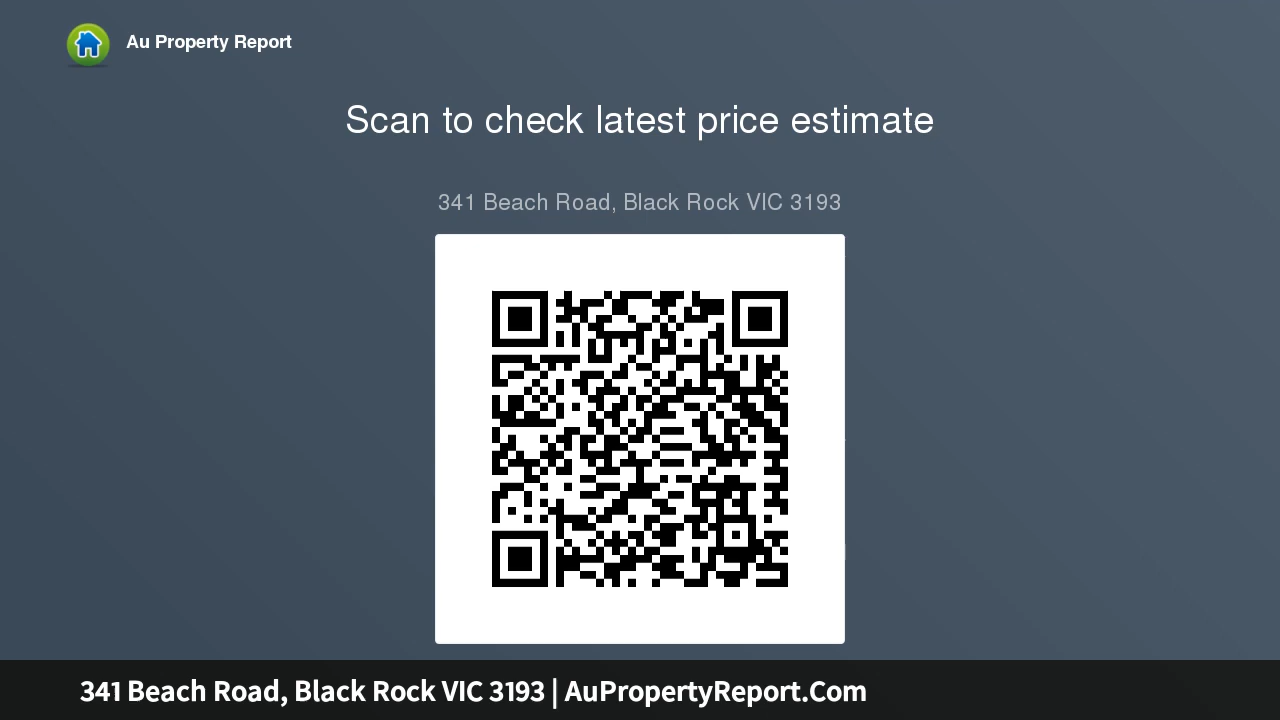 Au Property Report
Scan to check latest price estimate
341 Beach Road, Black Rock VIC 3193
341 Beach Road, Black Rock VIC 3193 | AuPropertyReport.Com